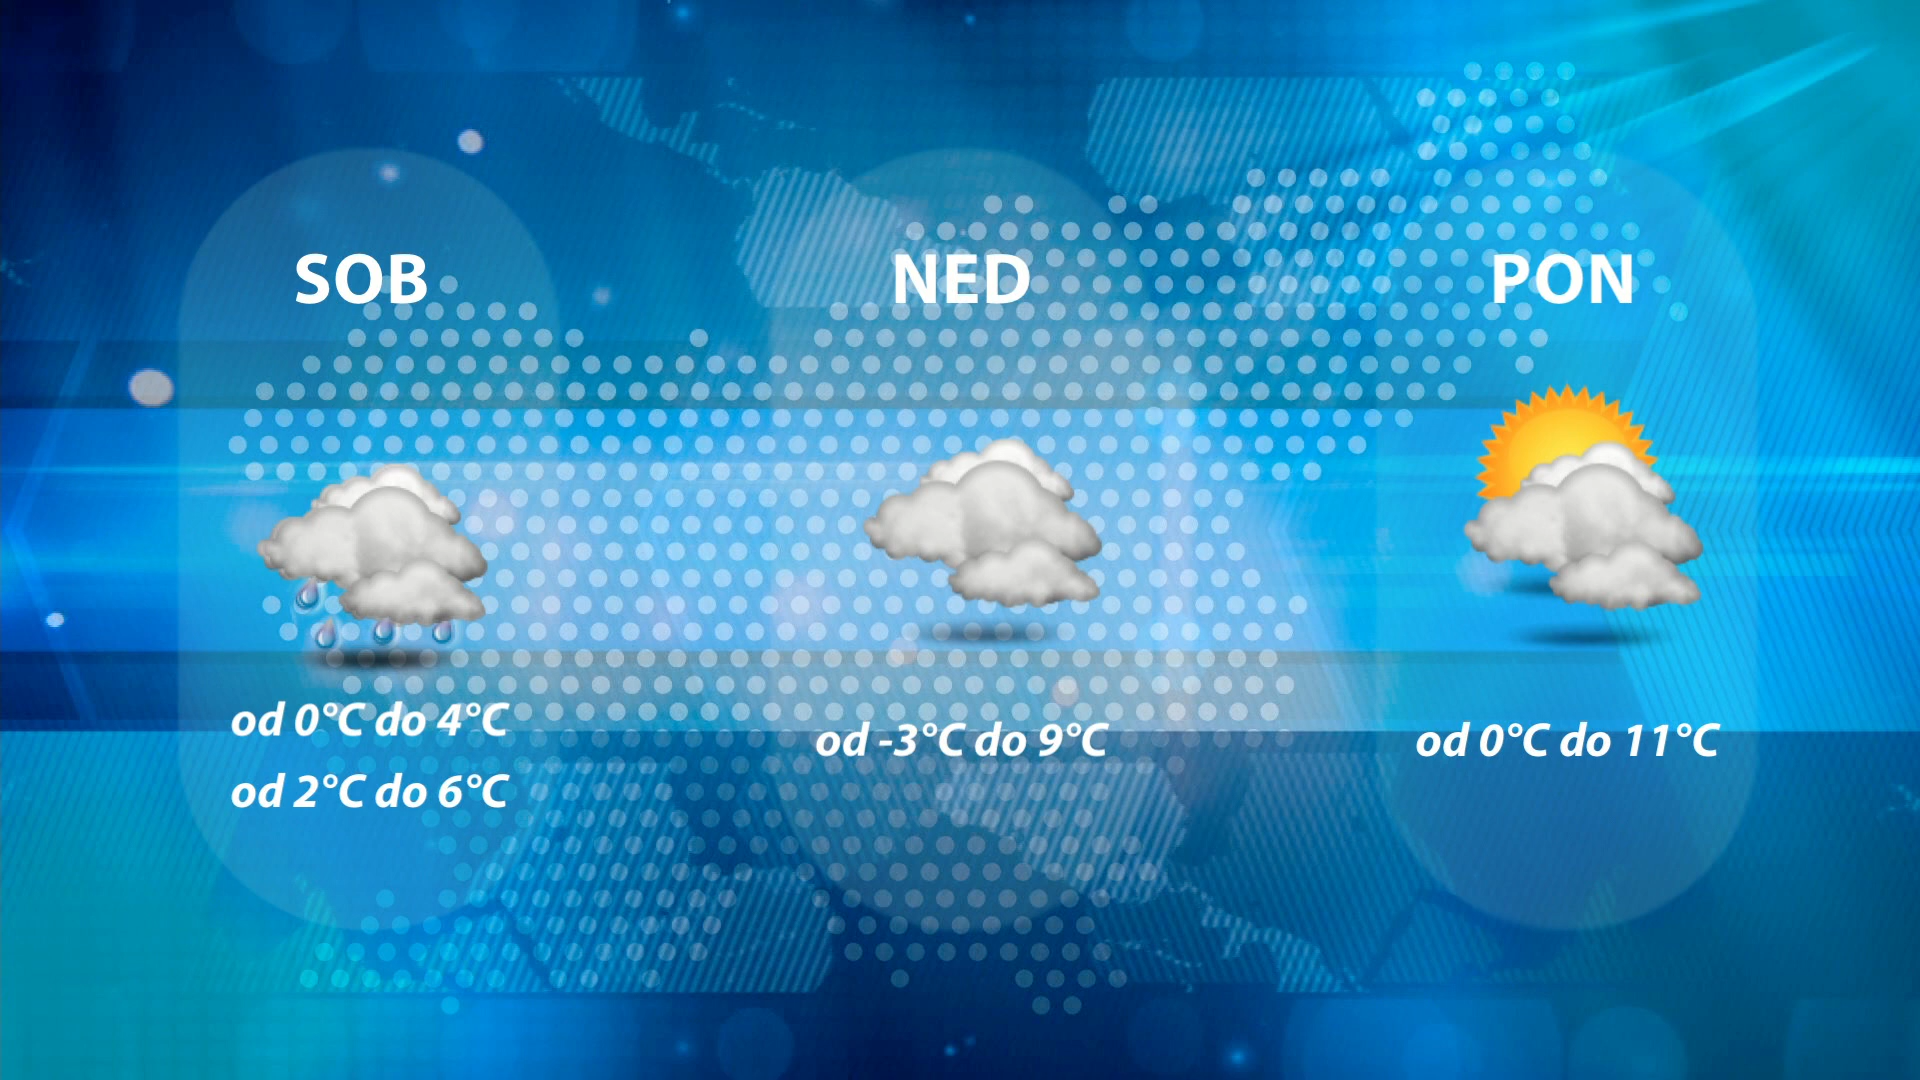 SOB
od 0°C do 4°C
od 2°C do 6°C
NED
od -3°C do 9°C
PON
od 0°C do 11°C